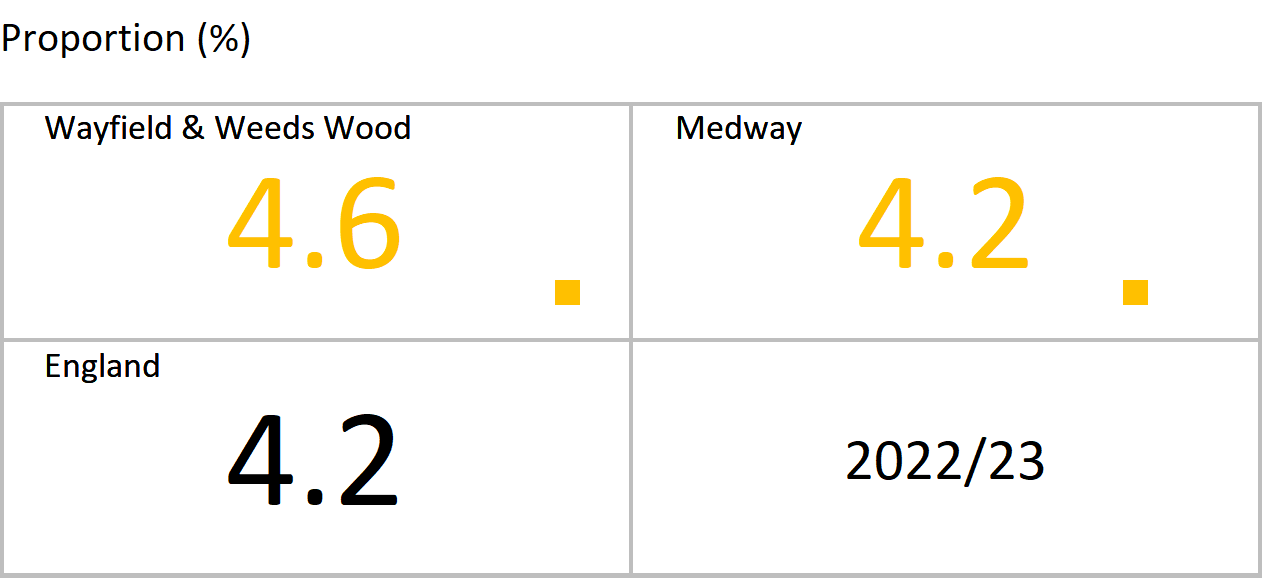 Proportion (%)
Wayfield & Weeds Wood
4.6
Medway
4.2
England
4.2
2022/23